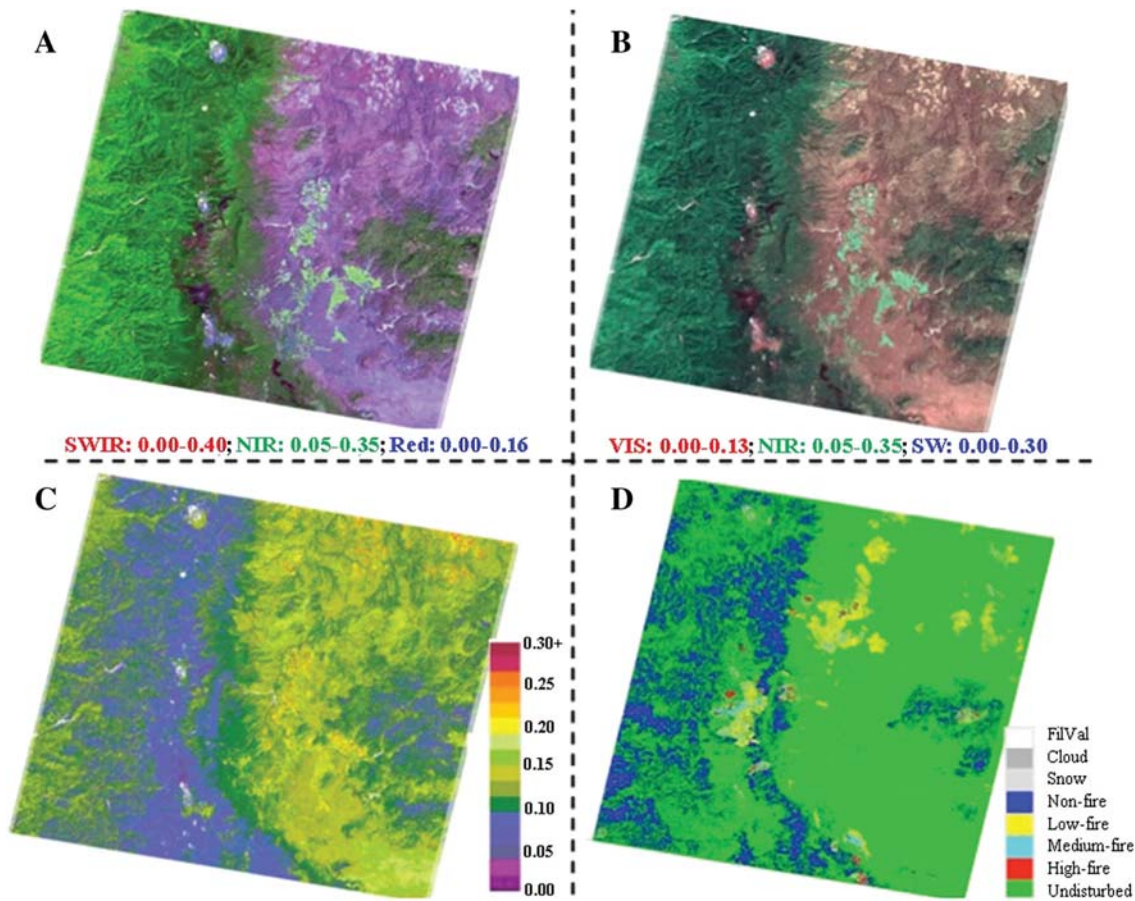 A
B
SWIR: 0.00-0.40; NIR: 0.05-0.35; Red: 0.00-0.16
VIS: 0.00-0.13; NIR: 0.05-0.35; SW: 0.00-0.30
C
D
0.30+
0.25
0.20
0.15
0.10
0.05
0.00
FilVal
Cloud
Snow
Non-fire
Low-fire
Medium-fire
High-fire
Undisturbed